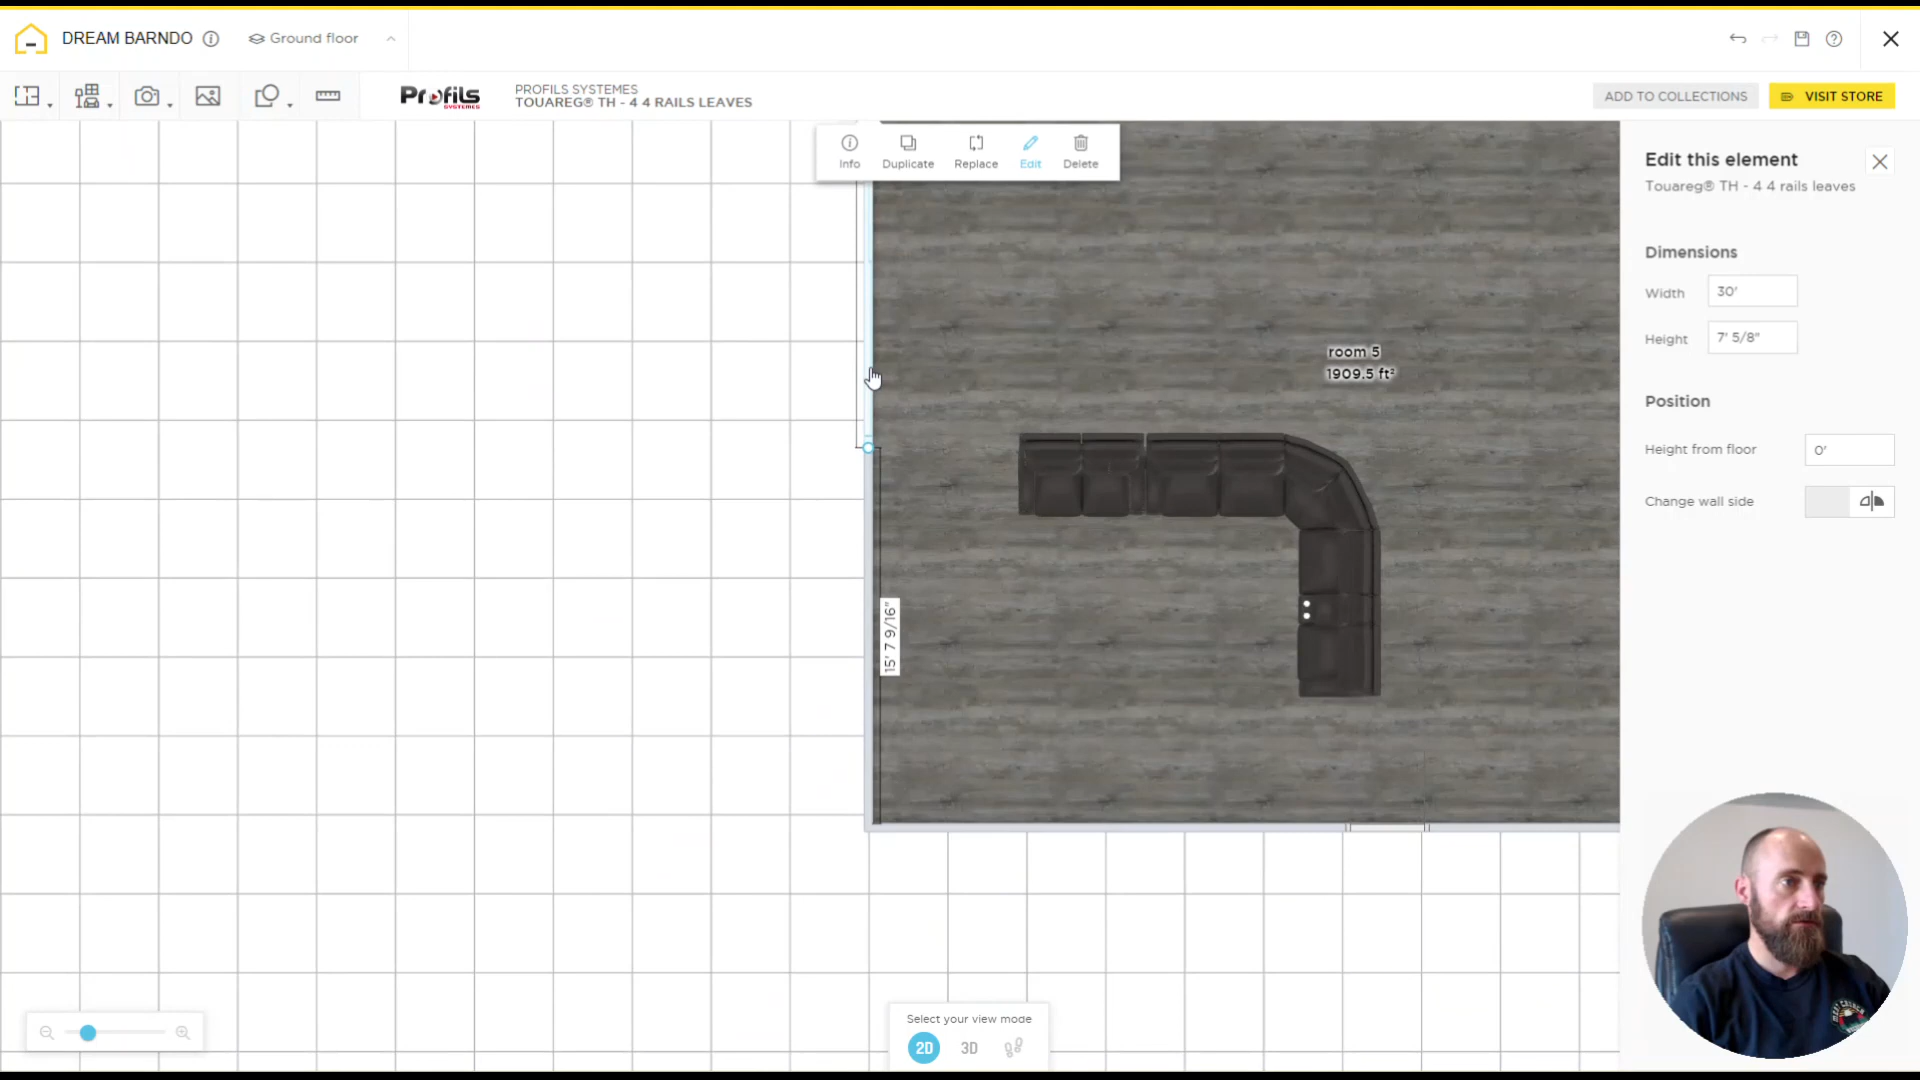 DREAM BARNDO
Ground floor
Profils
SYSTEMES
PROFILS SYSTEMES
TOUAREG® TH - 4 4 RAILS LEAVES
ADD TO COLLECTIONS
VISIT STORE
Info
Duplicate
Replace
Edit
Delete
Edit this element
Touareg® TH - 4 4 rails leaves
Dimensions
Width 30'
Height 7' 5/8"
Position
Height from floor 0'
Change wall side
room 5
1909.5 ft²
15' 7 9/16"
Select your view mode
2D 3D